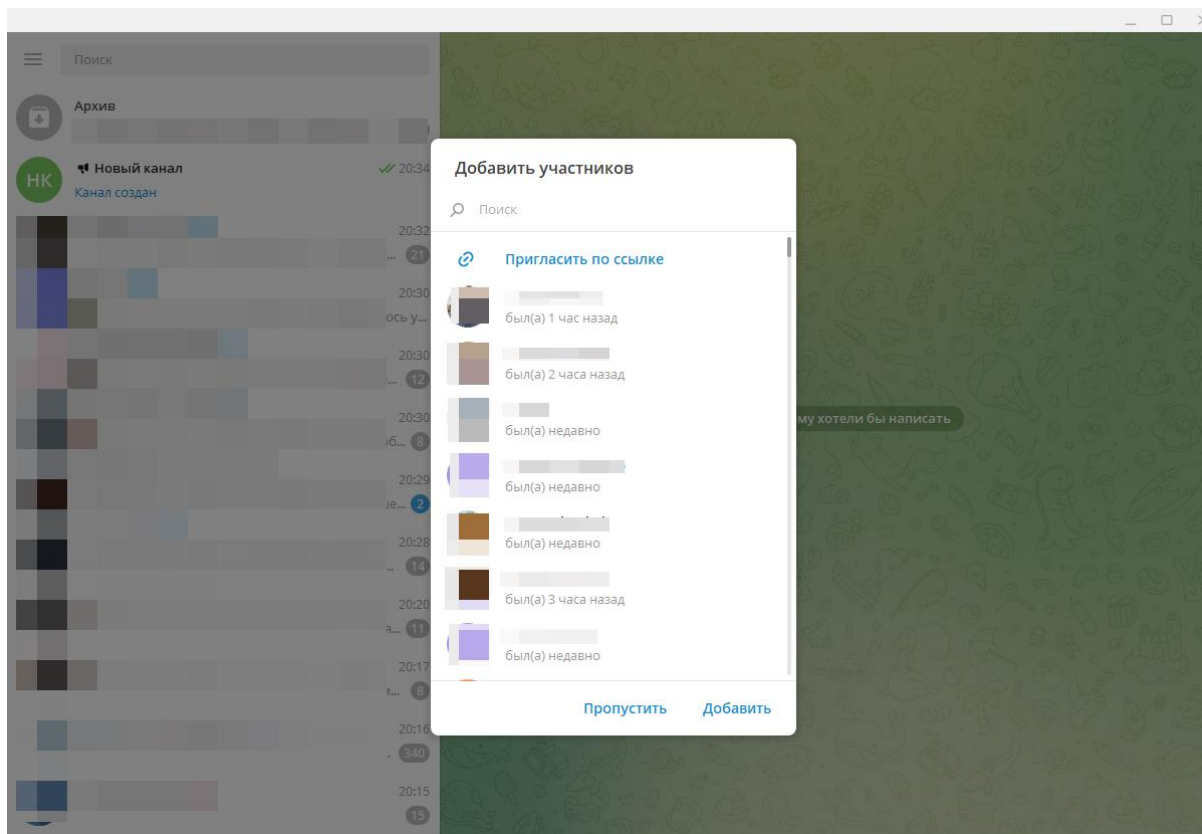 Поиск
Архив
НК
Новый канал
20:34
Канал создан
20:32
... 21
20:30
ось у...
20:30
... 12
20:30
об... 8
20:29
е... 2
20:28
14
20:20
а... 11
20:17
8
20:16
340
20:15
15
Добавить участников
Поиск
Пригласить по ссылке
был(а) 1 час назад
был(а) 2 часа назад
был(а) недавно
был(а) недавно
был(а) недавно
был(а) 3 часа назад
был(а) недавно
Пропустить
Добавить
му хотели бы написать